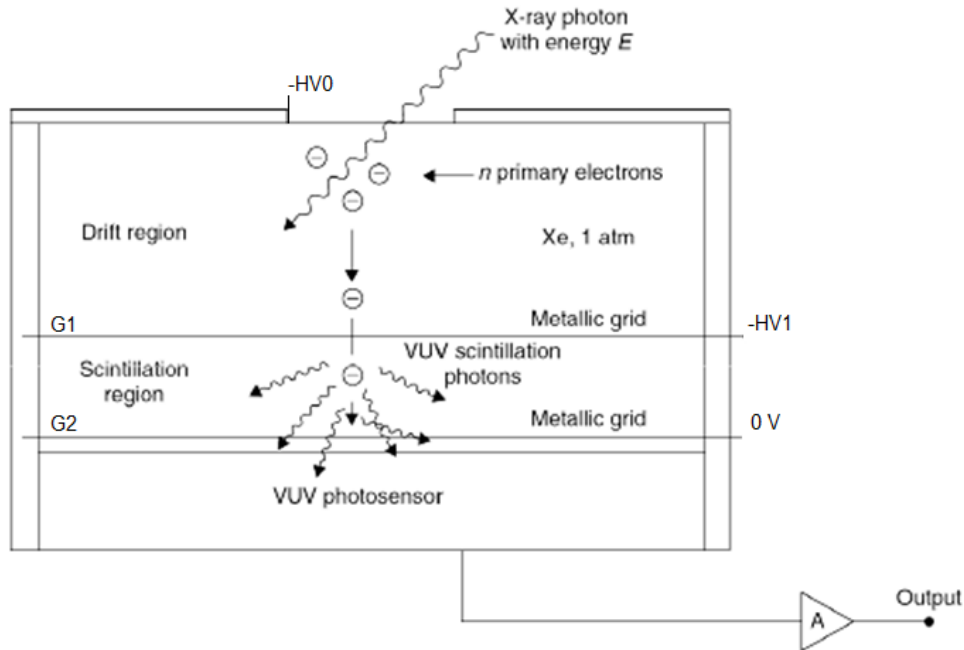 X-ray photon
with energy E
-HV0
n primary electrons
Drift region
Xe, 1 atm
G1
Metallic grid
-HV1
Scintillation
region
VUV scintillation
photons
G2
Metallic grid
0 V
VUV photosensor
A
Output